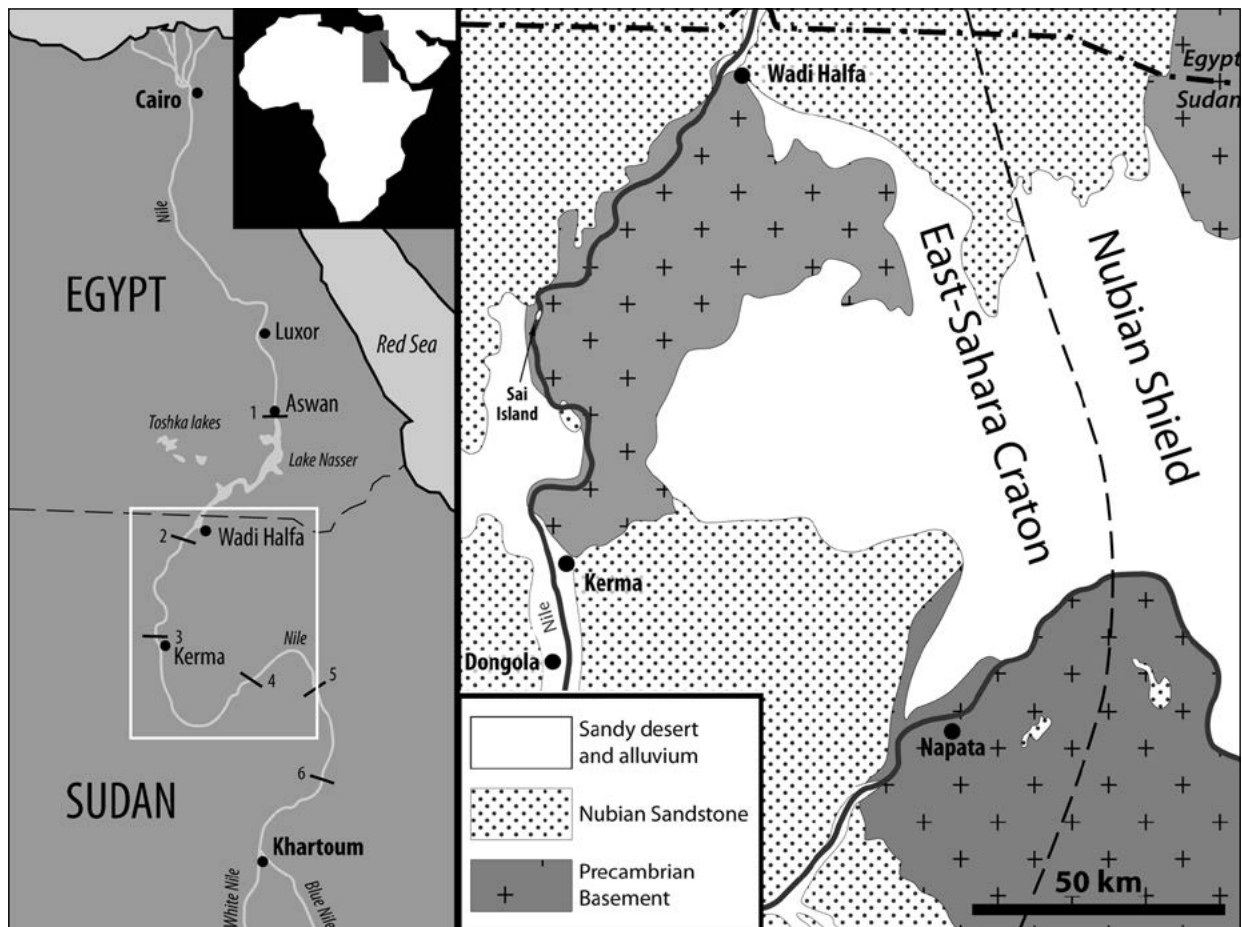 Cairo
Nile
EGYPT
Luxor
Red Sea
1
Aswan
Toshka lakes
Lake Nasser
2
Wadi Halfa
3
Kerma
Nile
4
5
6
SUDAN
Khartoum
White Nile
Blue Nile
Wadi Halfa
Egypt
Sudan
East-Sahara Craton
Nubian Shield
Sai
Island
Kerma
Nile
Dongola
Napata
Sandy desert
and alluvium
Nubian Sandstone
Precambrian
Basement
50 km